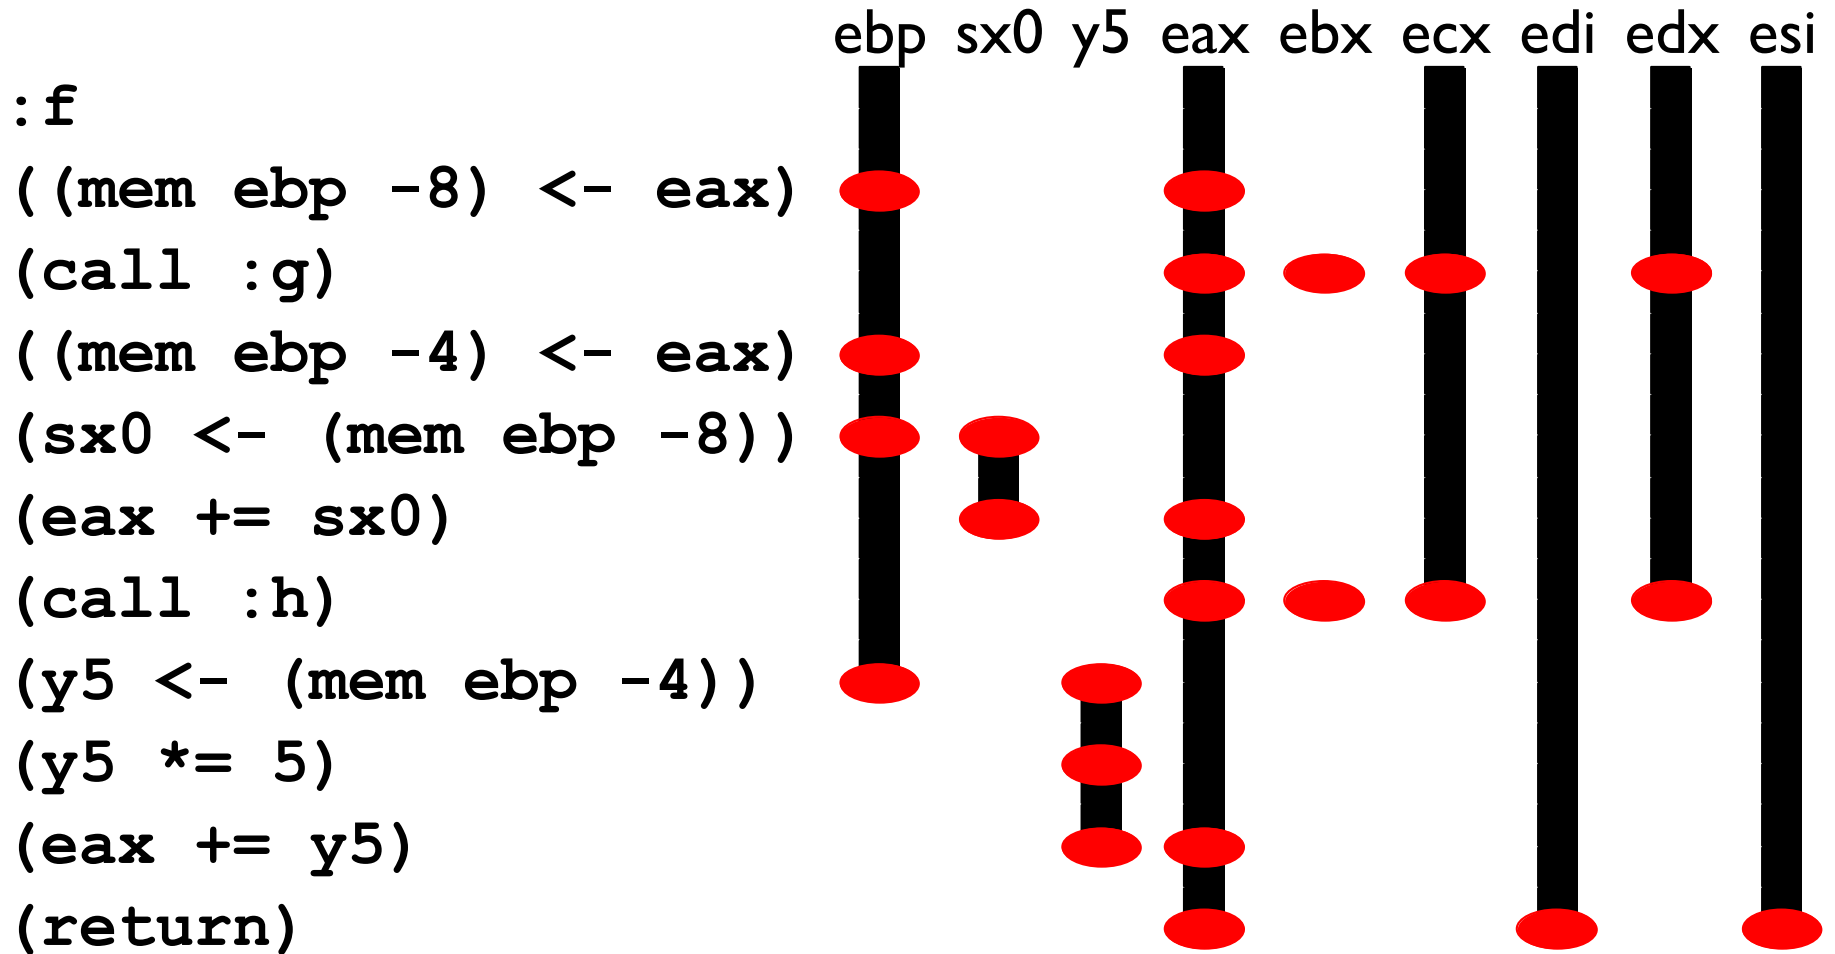 ebp sx0 y5 eax ebx ecx edi edx esi
:f
((mem ebp -8) <- eax)
(call :g)
((mem ebp -4) <- eax)
(sx0 <- (mem ebp -8))
(eax += sx0)
(call :h)
(y5 <- (mem ebp -4))
(y5 *= 5)
(eax += y5)
(return)